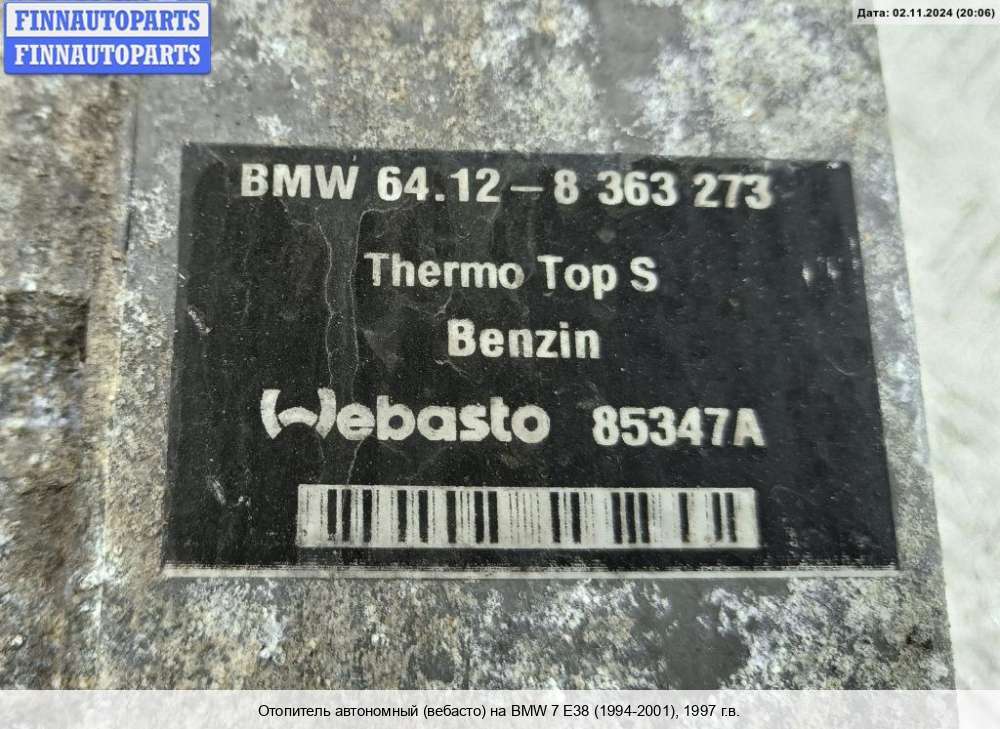 FINNAUTOPARTS
FINNAUTOPARTS
Дата: 02.11.2024 (20:06)
BMW 64.12-8 363 273
Thermo Top S
Benzin
Webasto 85347A
Отопитель автономный (вебасто) на BMW 7 E38 (1994-2001), 1997 г.в.